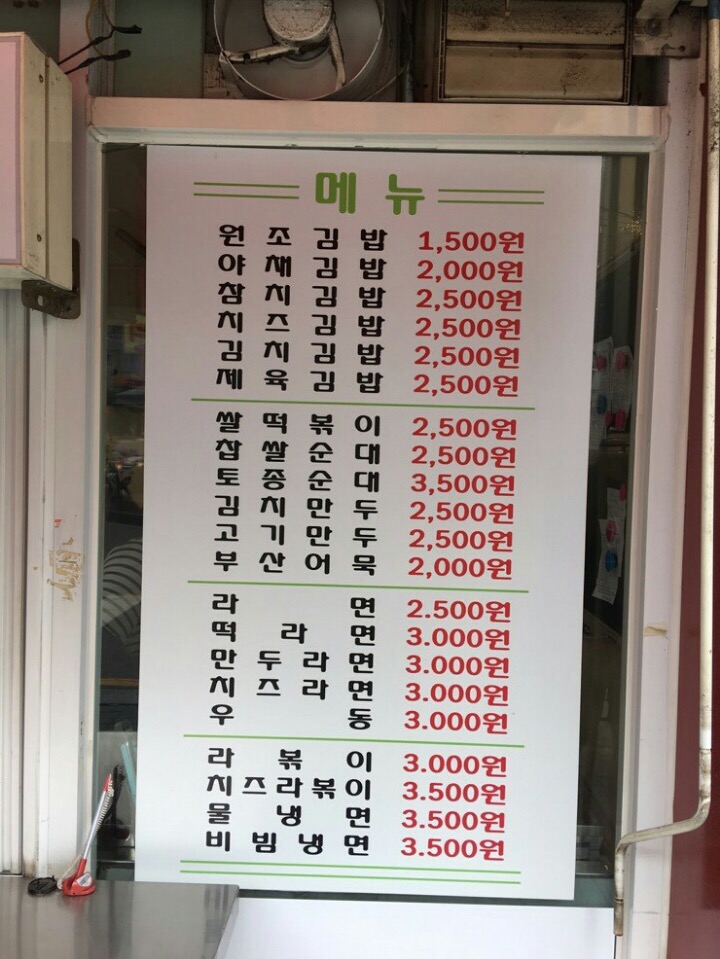 메뉴
원조김밥 1,500원
야채김밥 2,000원
참치김밥 2,500원
치즈김밥 2,500원
김치김밥 2,500원
제육김밥 2,500원
쌀떡볶이 2,500원
찹쌀순대 2,500원
토종순대 3,500원
김치만두 2,500원
고기만두 2,500원
부산어묵 2,000원
라면 2.500원
떡라면 3.000원
만두라면 3.000원
치즈라면 3.000원
우동 3.000원
라볶이 3.000원
치즈라볶이 3.500원
물냉면 3.500원
비빔냉면 3.500원